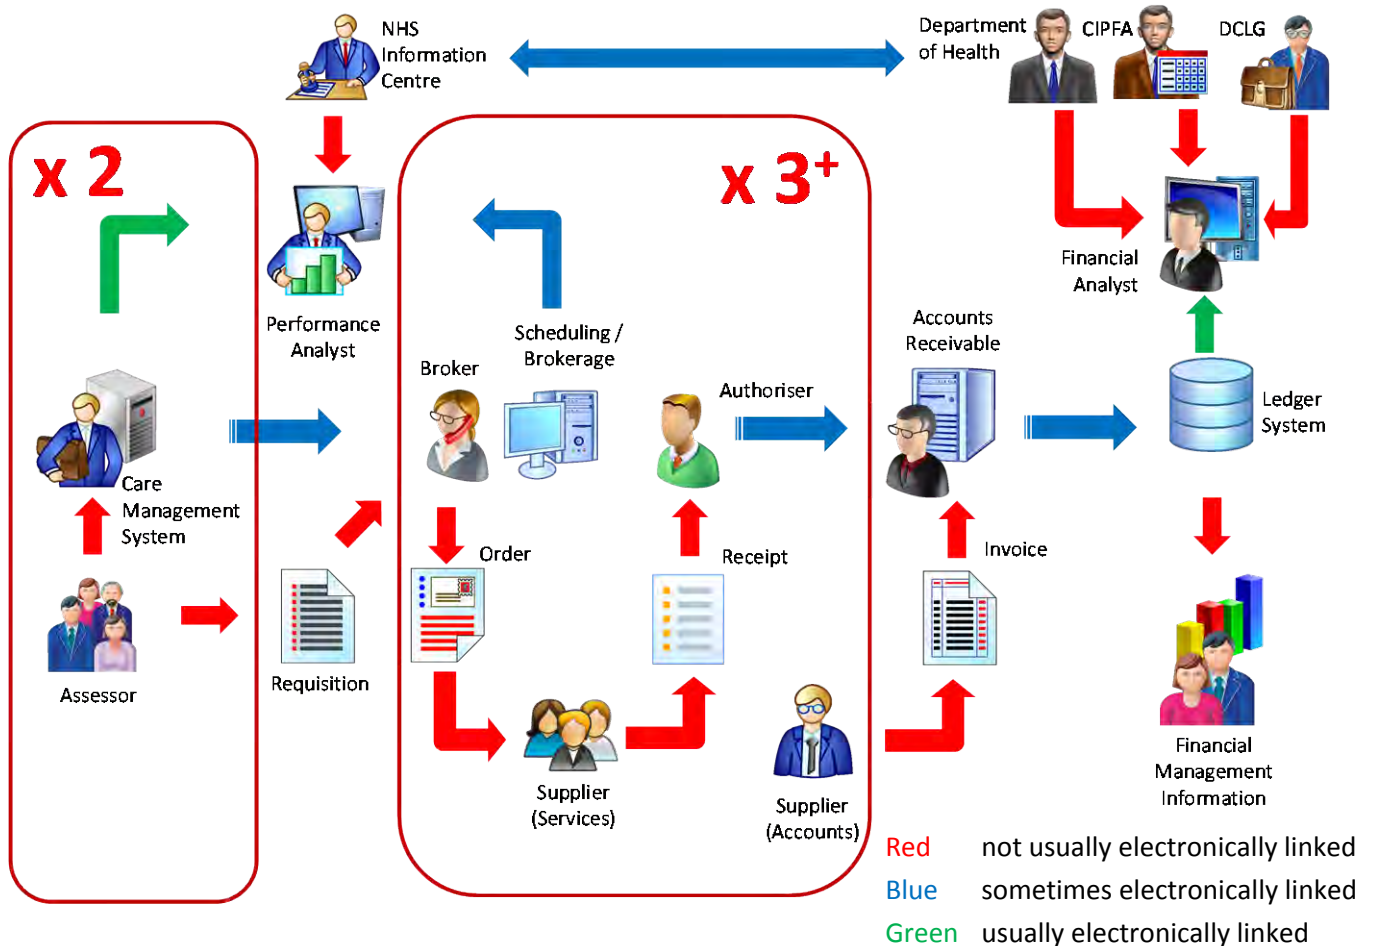 NHS
Information
Centre
Department
of Health
CIPFA
DCLG
x 2
x 3+
Financial
Analyst
Performance
Analyst
Scheduling /
Brokerage
Accounts
Receivable
Broker
Authoriser
Ledger
System
Care
Management
System
Order
Receipt
Invoice
Assessor
Requisition
Supplier
(Services)
Supplier
(Accounts)
Financial
Management
Information
Red not usually electronically linked
Blue sometimes electronically linked
Green usually electronically linked